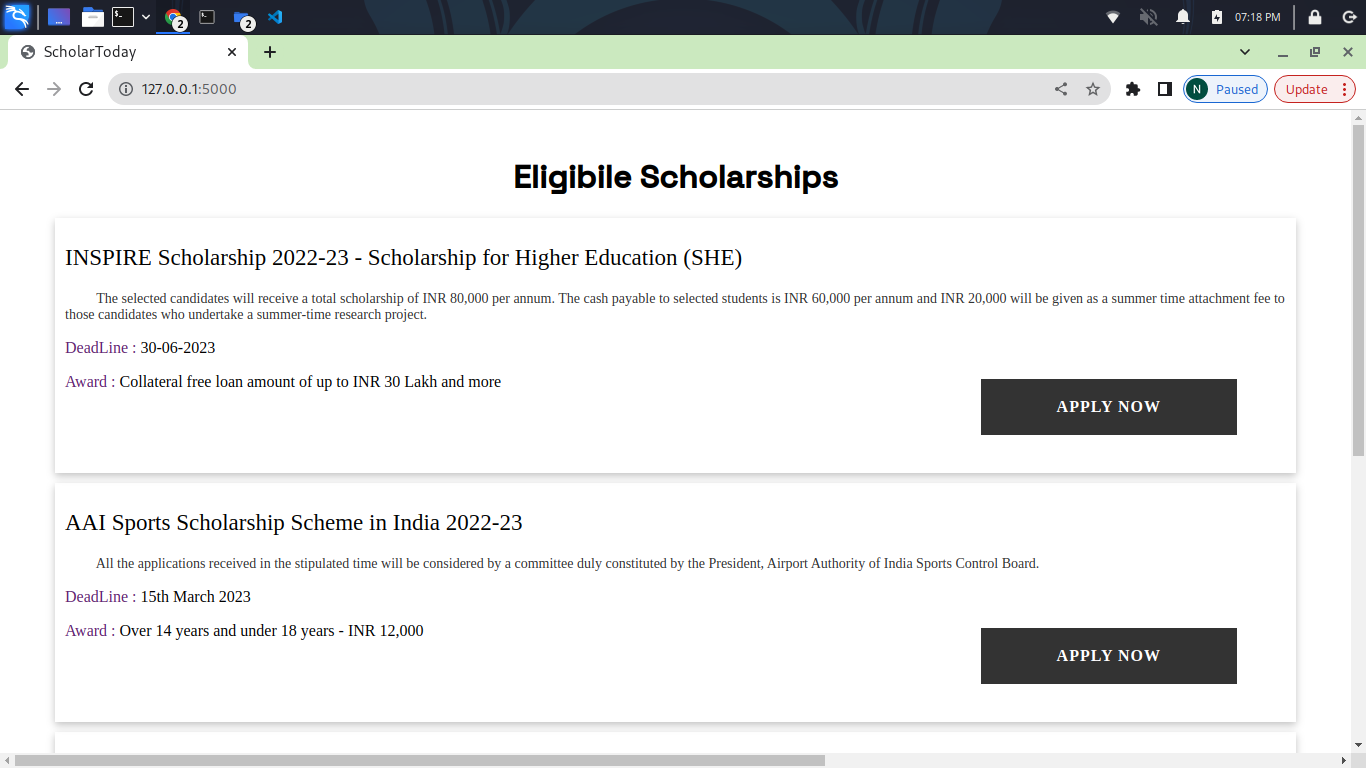 2
2
07:18 PM
ScholarToday
127.0.0.1:5000
N Paused
Update
Eligibile Scholarships
INSPIRE Scholarship 2022-23 - Scholarship for Higher Education (SHE)
The selected candidates will receive a total scholarship of INR 80,000 per annum. The cash payable to selected students is INR 60,000 per annum and INR 20,000 will be given as a summer time attachment fee to
those candidates who undertake a summer-time research project.
DeadLine : 30-06-2023
Award : Collateral free loan amount of up to INR 30 Lakh and more
APPLY NOW
AAI Sports Scholarship Scheme in India 2022-23
All the applications received in the stipulated time will be considered by a committee duly constituted by the President, Airport Authority of India Sports Control Board.
DeadLine : 15th March 2023
Award : Over 14 years and under 18 years - INR 12,000
APPLY NOW